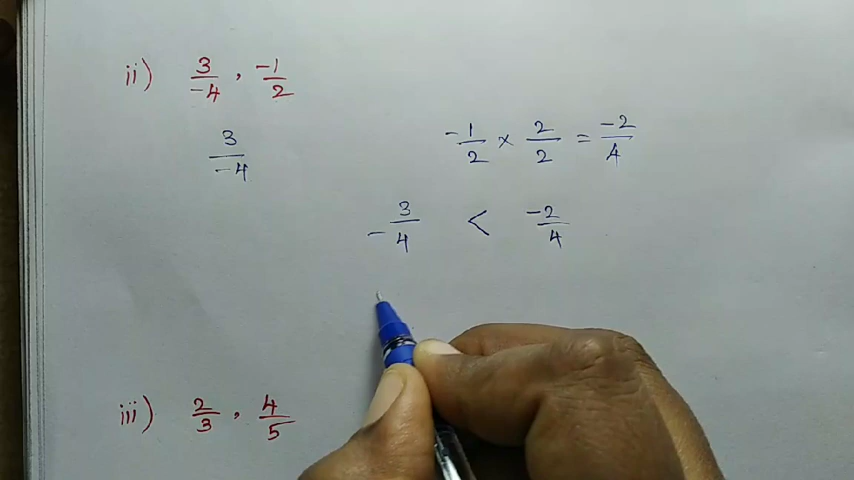 ii) 3/-4 , -1/2
3/-4 -1/2 × 2/2 = -2/4
-3/4 < -2/4
iii) 2/3 , 4/5